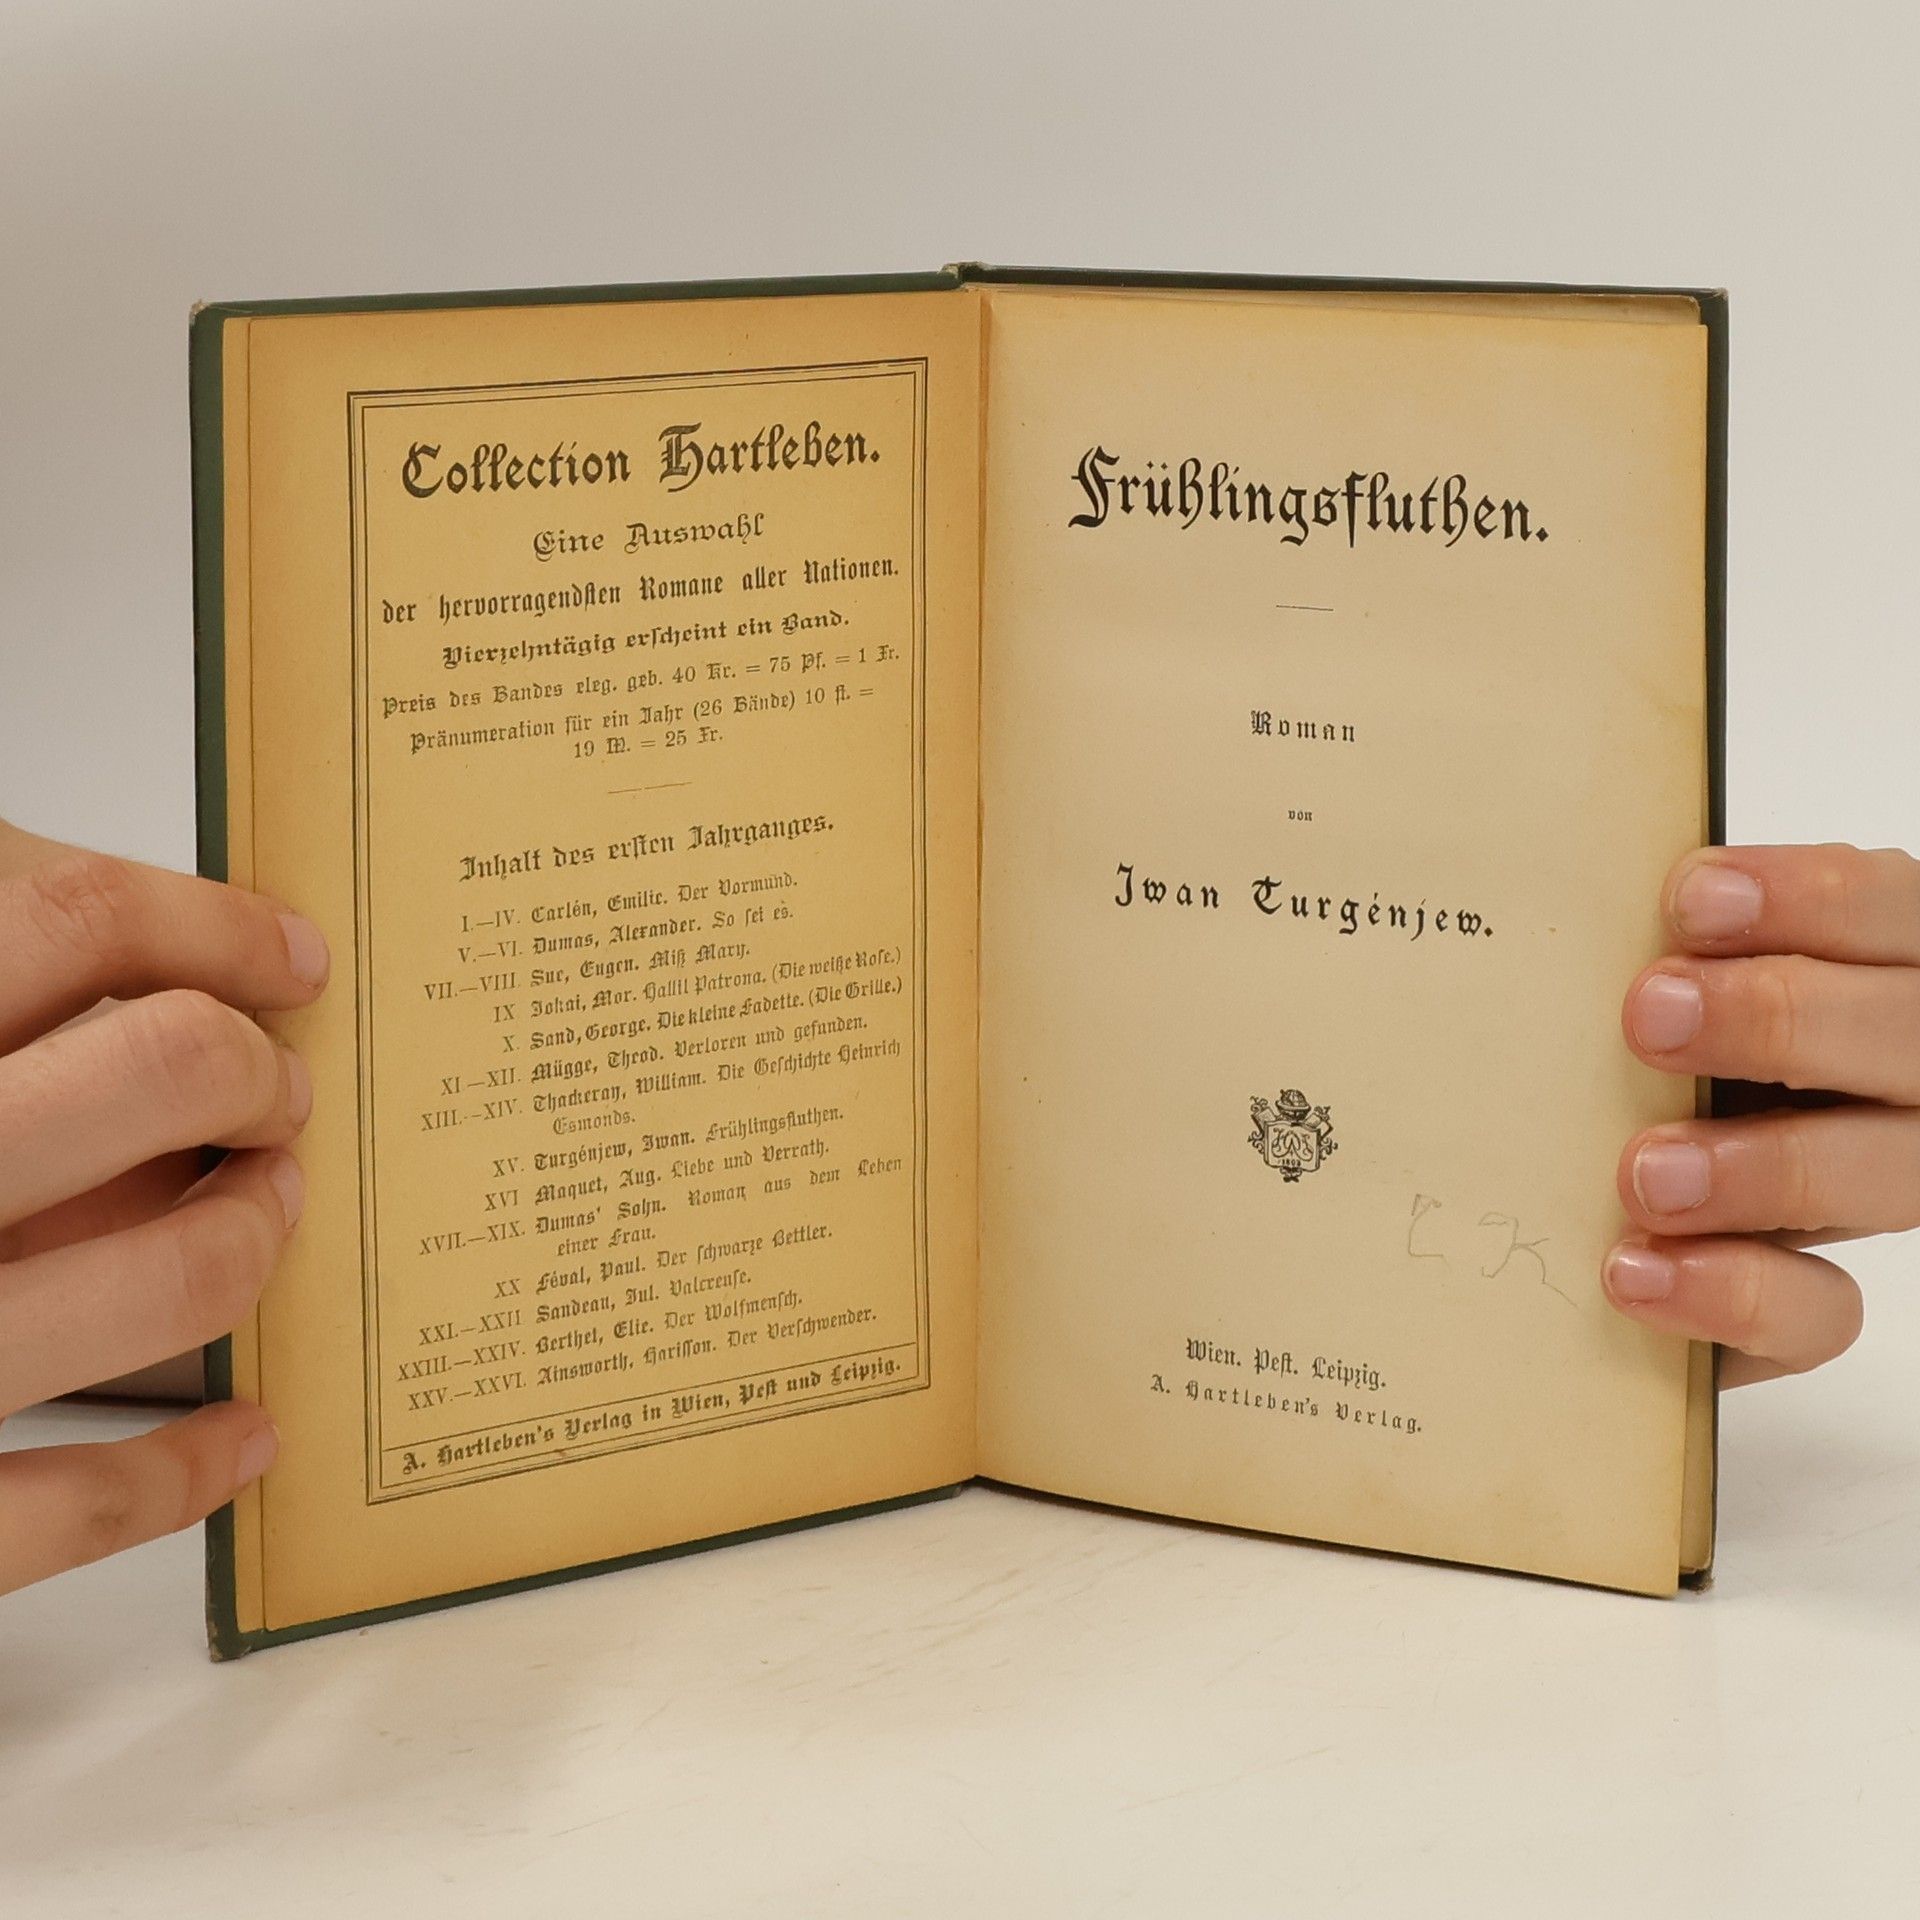 Collection Hartleben.
Eine Auswahl
der hervorragendsten Romane aller Nationen.
Vierzehntägig erscheint ein Band.
Preis des Bandes eleg. geb. 40 Kr. = 75 Pf. = 1 Fr.
Pränumeration für ein Jahr (26 Bände) 10 fl. =
19 M. = 25 Fr.
Inhalt des ersten Jahrganges.
I.—IV. Carlén, Emilie. Der Vormund.
V.—VI. Dumas, Alexander. So sei es.
VII.—VIII. Sue, Eugen. Miß Mary.
IX Jokai, Mor. Hallil Patrona. (Die weiße Rose.)
X. Sand, George. Die kleine Fadette. (Die Grille.)
XI—XII. Mügge, Theod. Verloren und gefunden.
XIII.—XIV. Thackeray, William. Die Geschichte Heinrich
Esmonds.
XV. Turgénjew, Iwan. Frühlingsfluthen.
XVI Maquet, Aug. Liebe und Verrath.
XVII.—XIX. Dumas' Sohn. Roman aus dem Leben
einer Frau.
XX Féval, Paul. Der schwarze Bettler.
XXI.—XXII Sandeau, Jul. Valcreuse.
XXIII.—XXIV. Berthet, Elie. Der Wolfmensch.
XXV.—XXVI. Ainsworth, Harisson. Der Verschwender.
A. Hartleben's Verlag in Wien, Pest und Leipzig.
Frühlingsfluthen.
Roman
von
Iwan Turgénjew.
1803
Wien. Pest. Leipzig.
A. Hartleben's Verlag.